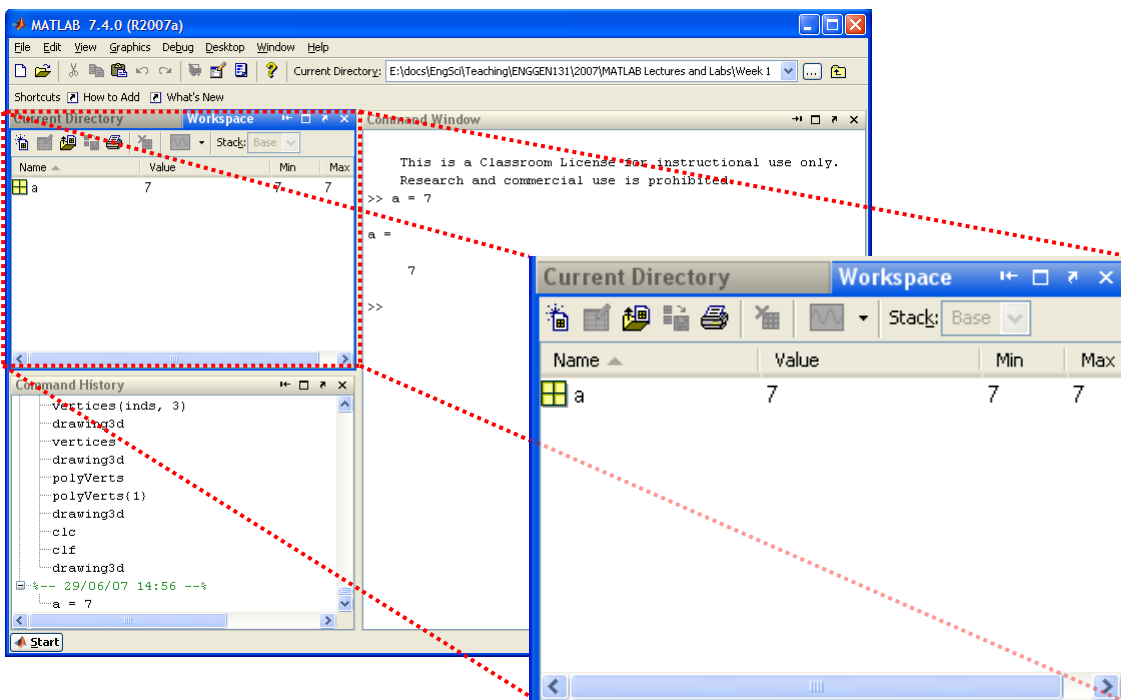 MATLAB 7.4.0 (R2007a)
File Edit View Graphics Debug Desktop Window Help
Current Directory: E:\docs\EngSci\Teaching\ENGGEN131\2007\MATLAB Lectures and Labs\Week 1
Shortcuts How to Add What's New
Current Directory Workspace
Stack: Base
Name Value Min Max
a 7 7 7
Command Window
This is a Classroom License for instructional use only.
Research and commercial use is prohibited
>> a = 7
a =
7
>>
Command History
vertices(inds, 3)
drawing3d
vertices
drawing3d
polyVerts
polyVerts(1)
drawing3d
clc
clf
drawing3d
%-- 29/06/07 14:56 --%
a = 7
Start
Current Directory Workspace
Stack: Base
Name Value Min Max
a 7 7 7